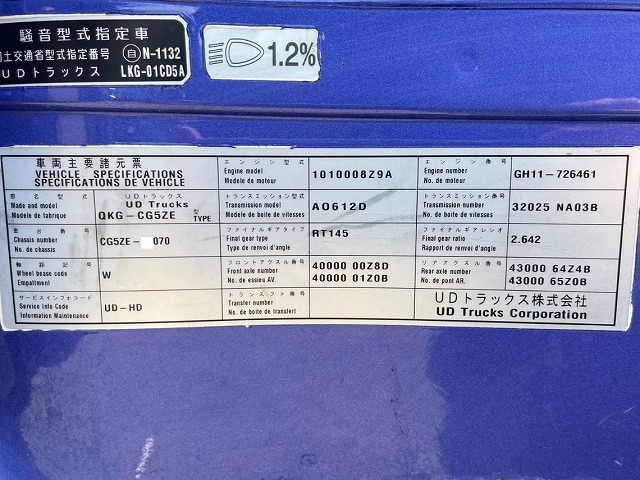 騒音型式指定車
土交通省型式指定番号 自 N-1132
UDトラックス LKG-01CD5A
1.2%
車両主要諸元票
VEHICLE SPECIFICATIONS
SPECIFICATIONS DE VEHICLE
エンジン型式
Engine model
Modele de moteur
1010008Z9A
エンジン番号
Engine number
No. de moteur
GH11-726461
車名型式
Made and model
Modele de fabrique
UDトラックス
UD Trucks
QKG-CG5ZE 型 TYPE
トランスミッション型式
Transmission model
Modele de boite de vitesses
A0612D
トランスミッション番号
Transmission number
No. de boite de vitesses
32025 NA03B
車台番号
Chassis number
No. de chassis
CG5ZE- 070
ファイナルギアタイプ
Final gear type
Type de renvoi d'angle
RT145
ファイナルギアレシオ
Final gear ratio
Rapport de renvoi d'angle
2.642
軸距記号
Wheel bease code
Empattment
W
フロントアクスル番号
Front axle number
No. de essieu AV.
40000 00Z8D
40000 01Z0B
リアアクスル番号
Rear axle number
No. de pont AR.
43000 64Z4B
43000 65Z0B
サービスインフォコード
Service Info Code
Information Maintenance
UD-HD
トランスファ番号
Transfer number
No. de boite de transferl
UDトラックス株式会社
UD Trucks Corporation